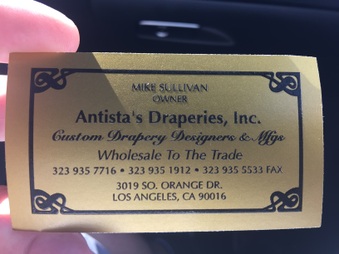 MIKE SULLIVAN
OWNER
Antista's Draperies, Inc.
Custom Drapery Designers & Mfgs
Wholesale To The Trade
323 935 7716 • 323 935 1912 • 323 935 5533 FAX
3019 SO. ORANGE DR.
LOS ANGELES, CA 90016